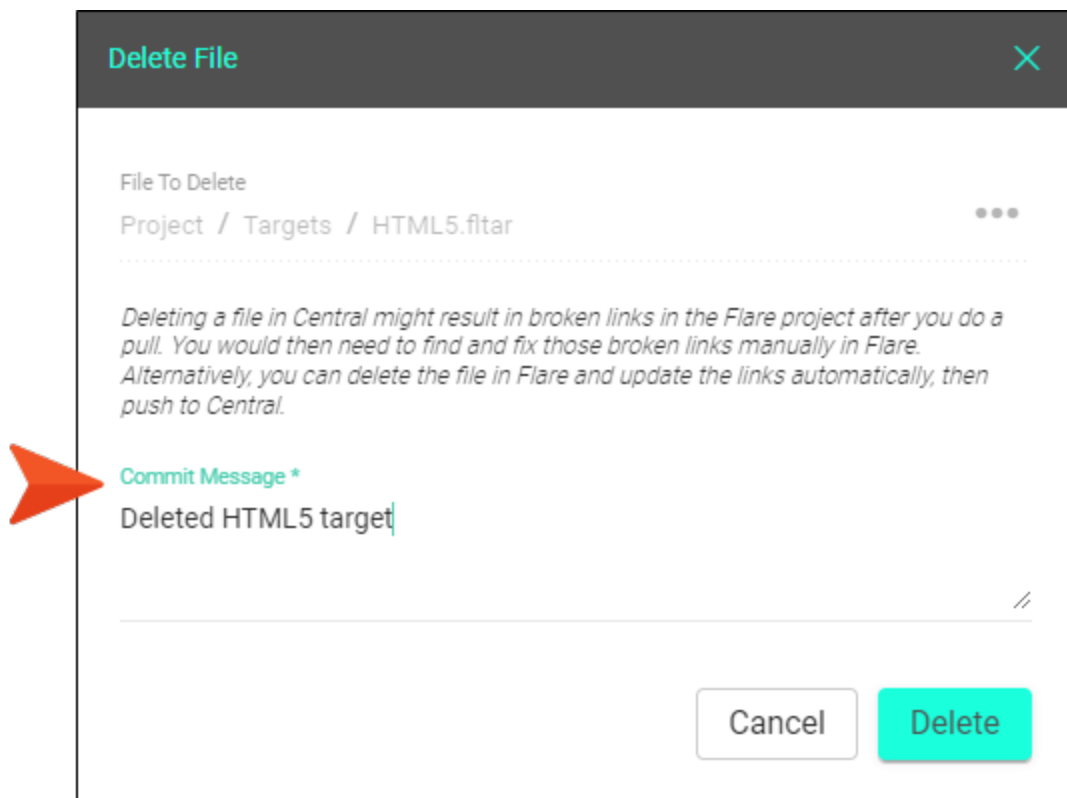 Delete File
File To Delete
Project / Targets / HTML5.fltar
Deleting a file in Central might result in broken links in the Flare project after you do a
pull. You would then need to find and fix those broken links manually in Flare.
Alternatively, you can delete the file in Flare and update the links automatically, then
push to Central.
Commit Message *
Deleted HTML5 target
Cancel Delete